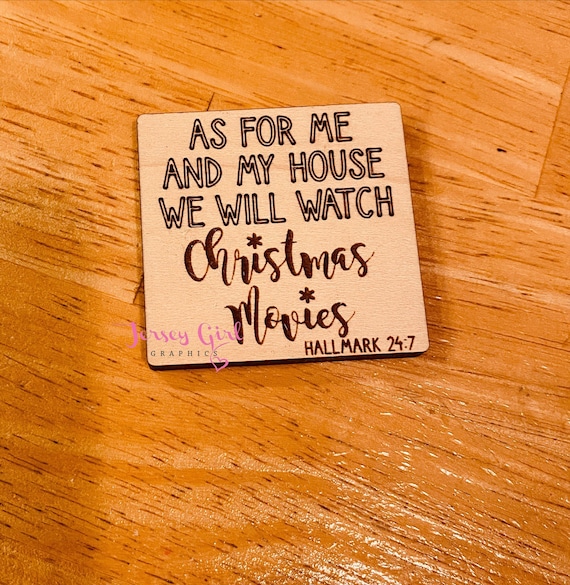 AS FOR ME
AND MY HOUSE
WE WILL WATCH
Christmas
Movies
HALLMARK 24:7
Jersey Girl
GRAPHICS